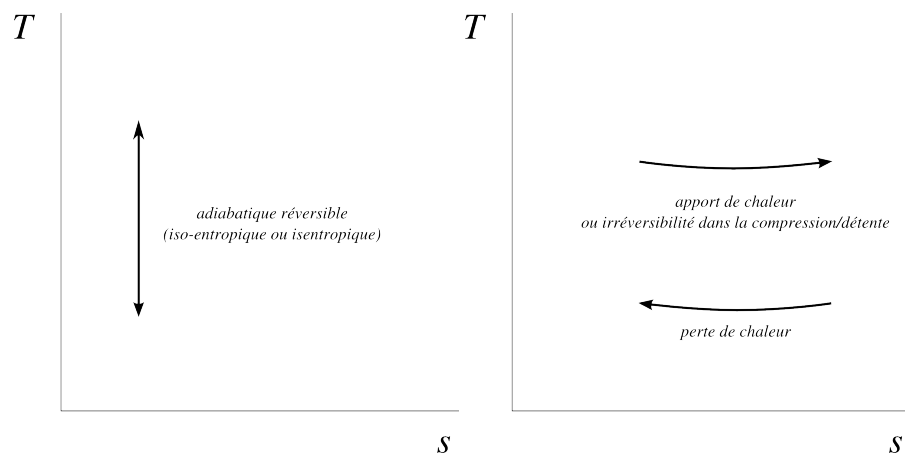 T
adiabatique réversible
(iso-entropique ou isentropique)
s
T
apport de chaleur
ou irréversibilité dans la compression/détente
perte de chaleur
s